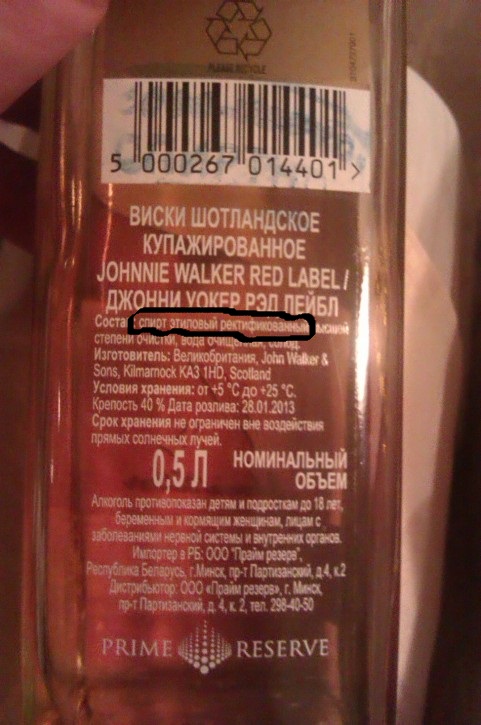 PLEASE RECYCLE
5 000267 014401 >
ВИСКИ ШОТЛАНДСКОЕ
КУПАЖИРОВАННОЕ
JOHNNIE WALKER RED LABEL /
ДЖОННИ УОКЕР РЭД ЛЕЙБЛ
Состав: спирт этиловый ректификованный
степени очистки, вода очищенная, солод.
Изготовитель: Великобритания, John Walker &
Sons, Kilmarnock KA3 1HD, Scotland
Условия хранения: от +5 °C до +25 °C.
Крепость 40 % Дата розлива: 28.01.2013
Срок хранения не ограничен вне воздействия
прямых солнечных лучей.
0,5 Л НОМИНАЛЬНЫЙ
ОБЪЕМ
Алкоголь противопоказан детям и подросткам до 18 лет,
беременным и кормящим женщинам, лицам с
заболеваниями нервной системы и внутренних органов.
Импортер в РБ: ООО "Прайм резерв",
Республика Беларусь, г.Минск, пр-т Партизанский, д.4, к.2
Дистрибьютор: ООО «Прайм резерв», г. Минск,
пр-т Партизанский, д. 4, к. 2, тел. 298-40-50
PRIME RESERVE